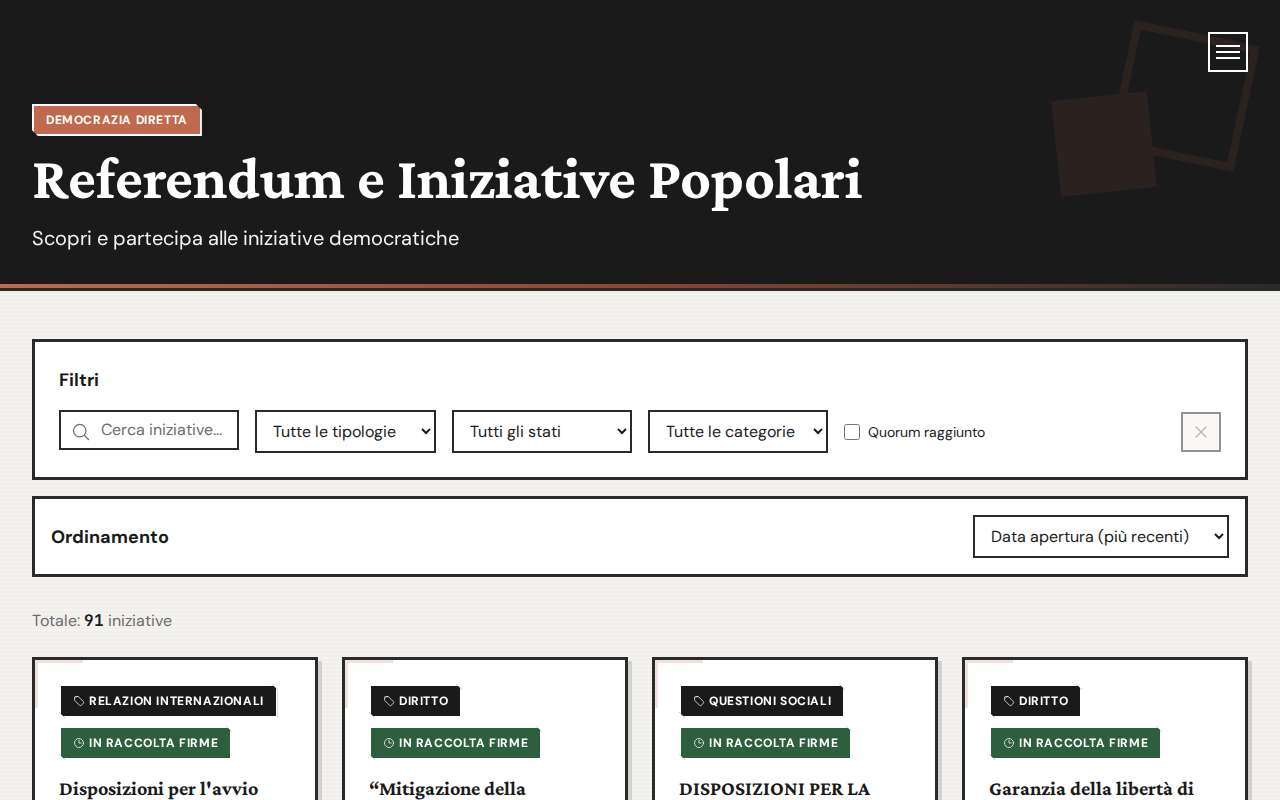 DEMOCRAZIA DIRETTA
Referendum e Iniziative Popolari
Scopri e partecipa alle iniziative democratiche
Filtri
Cerca iniziative...
Tutte le tipologie
Tutti gli stati
Tutte le categorie
Quorum raggiunto
Ordinamento
Data apertura (più recenti)
Totale: 91 iniziative
RELAZION INTERNAZIONALI
IN RACCOLTA FIRME
Disposizioni per l'avvio
DIRITTO
IN RACCOLTA FIRME
“Mitigazione della
QUESTIONI SOCIALI
IN RACCOLTA FIRME
DISPOSIZIONI PER LA
DIRITTO
IN RACCOLTA FIRME
Garanzia della libertà di